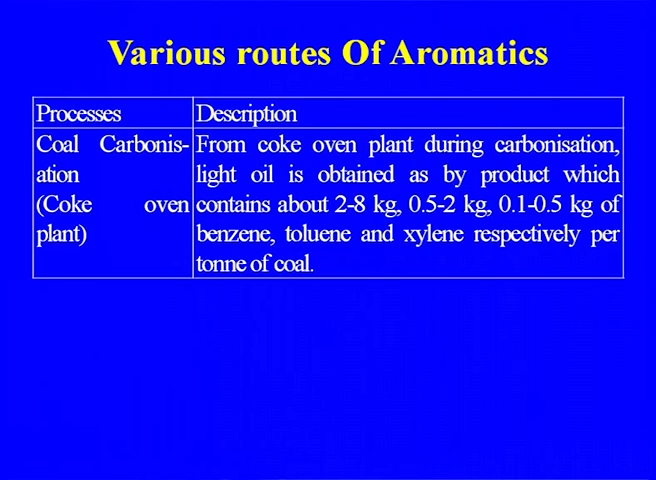 Various routes Of Aromatics
Processes
Description
Coal Carbonis-
ation
(Coke oven
plant)
From coke oven plant during carbonisation,
light oil is obtained as by product which
contains about 2-8 kg, 0.5-2 kg, 0.1-0.5 kg of
benzene, toluene and xylene respectively per
tonne of coal.